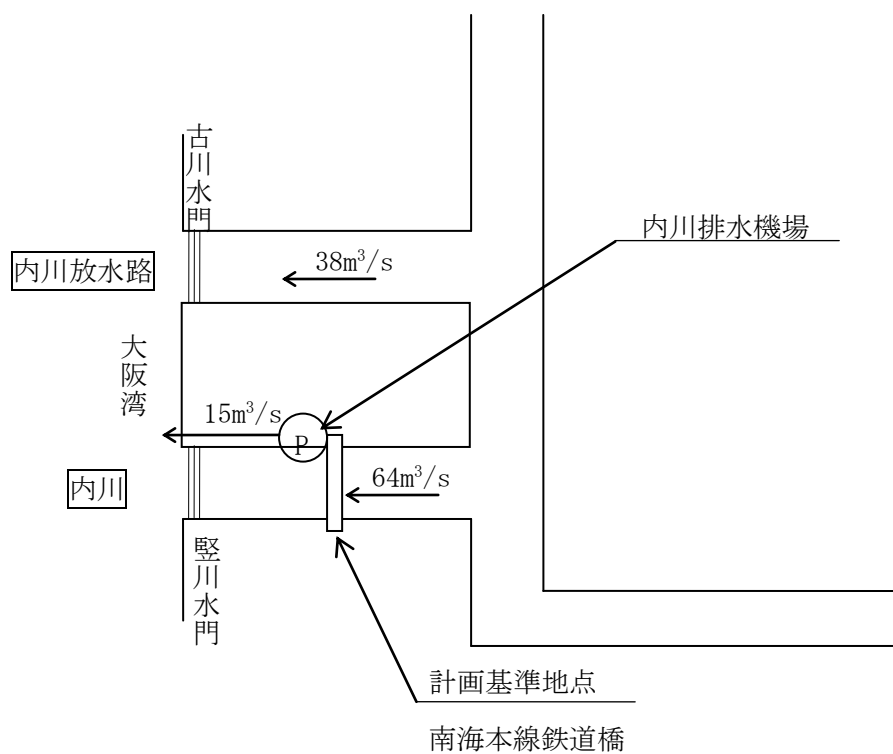 古川水門
内川排水機場
38m³/s
内川放水路
大阪湾
15m³/s
P
64m³/s
内川
竪川水門
計画基準地点
南海本線鉄道橋